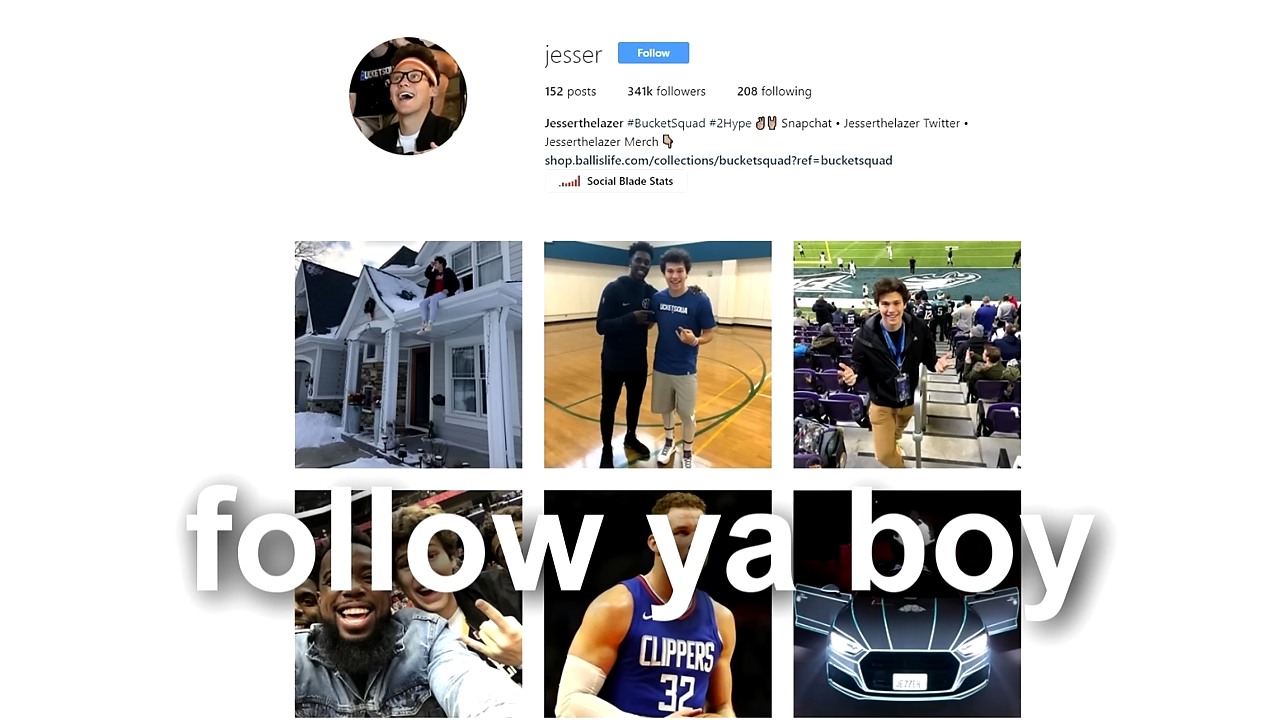 jesser Follow
152 posts 341k followers 208 following
Jesserthelazer #BucketSquad #2Hype ✌🏼🤘🏼 Snapchat • Jesserthelazer Twitter •
Jesserthelazer Merch 👇🏼
shop.ballislife.com/collections/bucketsquad?ref=bucketsquad
Social Blade Stats
UCKETSQUA
follow ya boy
CLIPPERS
32